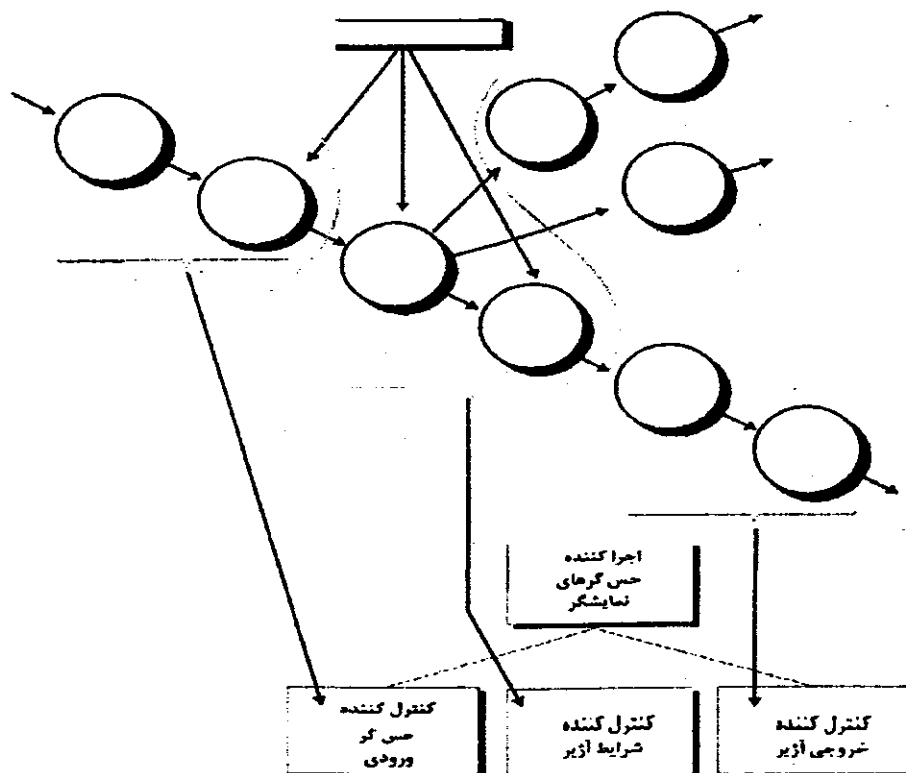 اجرا کننده
حس گرهای
نمایشگر
کنترل کننده
حس گر
ورودی
کنترل کننده
شرایط آژیر
کنترل کننده
خروجی آژیر